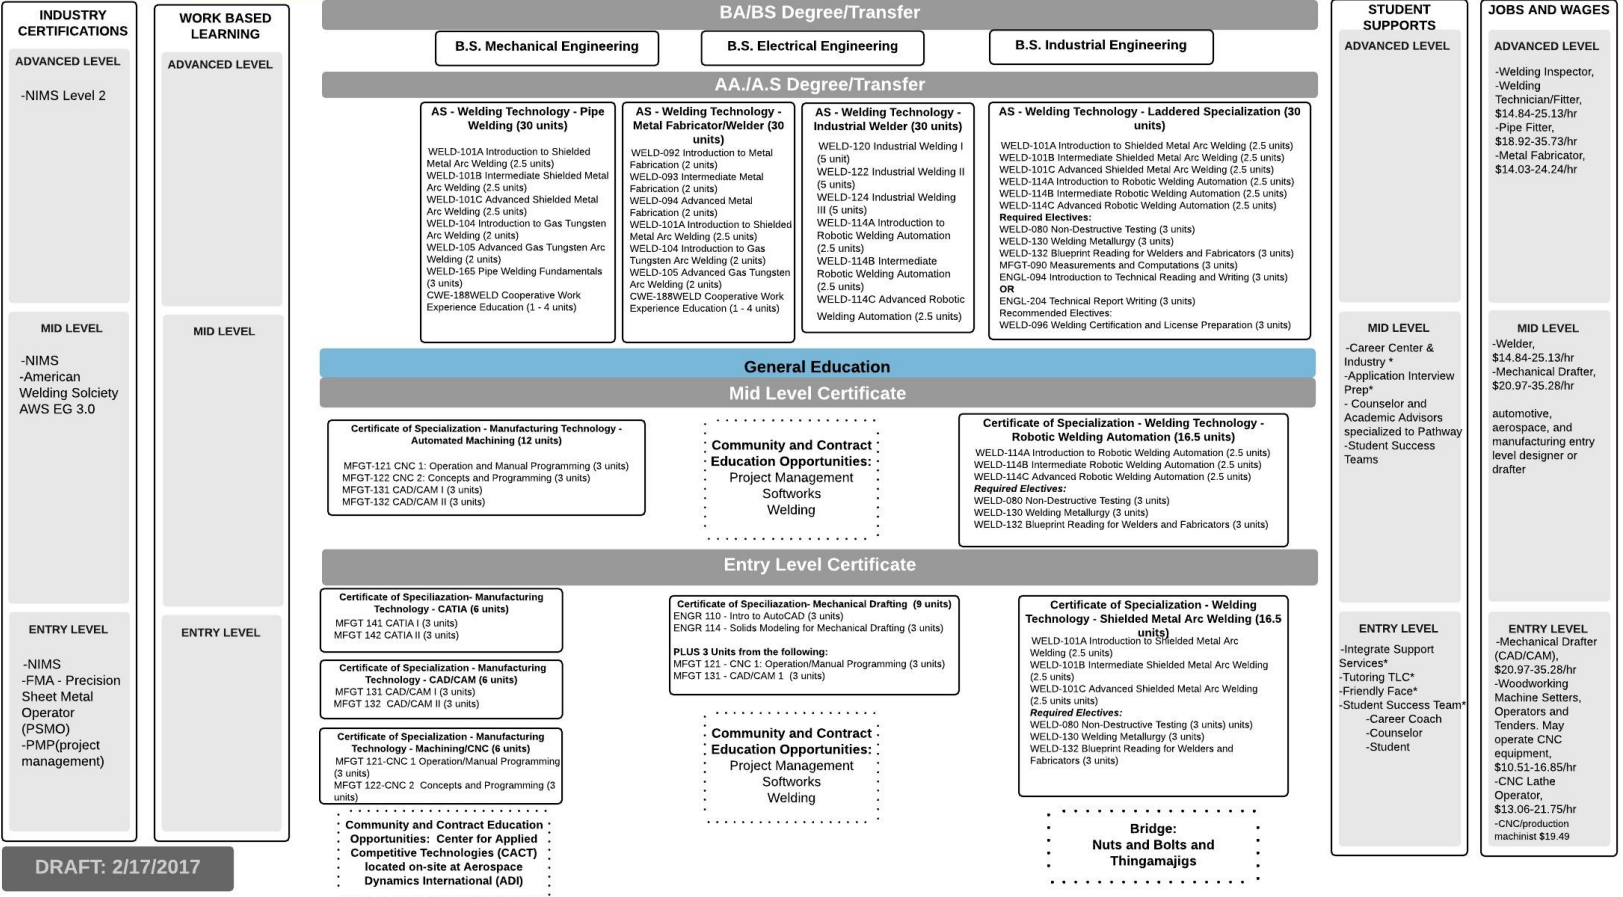 INDUSTRY
CERTIFICATIONS
ADVANCED LEVEL
-NIMS Level 2
MID LEVEL
-NIMS
-American
Welding Solciety
AWS EG 3.0
ENTRY LEVEL
-NIMS
-FMA - Precision
Sheet Metal
Operator
(PSMO)
-PMP(project
management)
DRAFT: 2/17/2017
WORK BASED
LEARNING
ADVANCED LEVEL
MID LEVEL
ENTRY LEVEL
BA/BS Degree/Transfer
B.S. Mechanical Engineering
B.S. Electrical Engineering
B.S. Industrial Engineering
AA./A.S Degree/Transfer
AS - Welding Technology - Pipe
Welding (30 units)
WELD-101A Introduction to Shielded
Metal Arc Welding (2.5 units)
WELD-101B Intermediate Shielded Metal
Arc Welding (2.5 units)
WELD-101C Advanced Shielded Metal
Arc Welding (2.5 units)
WELD-104 Introduction to Gas Tungsten
Arc Welding (2 units)
WELD-105 Advanced Gas Tungsten Arc
Welding (2 units)
WELD-165 Pipe Welding Fundamentals
(3 units)
CWE-188WELD Cooperative Work
Experience Education (1 - 4 units)
AS - Welding Technology -
Metal Fabricator/Welder (30
units)
WELD-092 Introduction to Metal
Fabrication (2 units)
WELD-093 Intermediate Metal
Fabrication (2 units)
WELD-094 Advanced Metal
Fabrication (2 units)
WELD-101A Introduction to Shielded
Metal Arc Welding (2.5 units)
WELD-104 Introduction to Gas
Tungsten Arc Welding (2 units)
WELD-105 Advanced Gas Tungsten
Arc Welding (2 units)
CWE-188WELD Cooperative Work
Experience Education (1 - 4 units)
AS - Welding Technology -
Industrial Welder (30 units)
WELD-120 Industrial Welding I
(5 unit)
WELD-122 Industrial Welding II
(5 units)
WELD-124 Industrial Welding
III (5 units)
WELD-114A Introduction to
Robotic Welding Automation
(2.5 units)
WELD-114B Intermediate
Robotic Welding Automation
(2.5 units)
WELD-114C Advanced Robotic
Welding Automation (2.5 units)
AS - Welding Technology - Laddered Specialization (30
units)
WELD-101A Introduction to Shielded Metal Arc Welding (2.5 units)
WELD-101B Intermediate Shielded Metal Arc Welding (2.5 units)
WELD-101C Advanced Shielded Metal Arc Welding (2.5 units)
WELD-114A Introduction to Robotic Welding Automation (2.5 units)
WELD-114B Intermediate Robotic Welding Automation (2.5 units)
WELD-114C Advanced Robotic Welding Automation (2.5 units)
Required Electives:
WELD-080 Non-Destructive Testing (3 units)
WELD-130 Welding Metallurgy (3 units)
WELD-132 Blueprint Reading for Welders and Fabricators (3 units)
MFGT-090 Measurements and Computations (3 units)
ENGL-094 Introduction to Technical Reading and Writing (3 units)
OR
ENGL-204 Technical Report Writing (3 units)
Recommended Electives:
WELD-096 Welding Certification and License Preparation (3 units)
General Education
Mid Level Certificate
Certificate of Specialization - Manufacturing Technology -
Automated Machining (12 units)
MFGT-121 CNC 1: Operation and Manual Programming (3 units)
MFGT-122 CNC 2: Concepts and Programming (3 units)
MFGT-131 CAD/CAM I (3 units)
MFGT-132 CAD/CAM II (3 units)
Community and Contract
Education Opportunities:
Project Management
Softworks
Welding
Certificate of Specialization - Welding Technology -
Robotic Welding Automation (16.5 units)
WELD-114A Introduction to Robotic Welding Automation (2.5 units)
WELD-114B Intermediate Robotic Welding Automation (2.5 units)
WELD-114C Advanced Robotic Welding Automation (2.5 units)
Required Electives:
WELD-080 Non-Destructive Testing (3 units)
WELD-130 Welding Metallurgy (3 units)
WELD-132 Blueprint Reading for Welders and Fabricators (3 units)
Entry Level Certificate
Certificate of Speciliazation- Manufacturing
Technology - CATIA (6 units)
MFGT 141 CATIA I (3 units)
MFGT 142 CATIA II (3 units)
Certificate of Specialization - Manufacturing
Technology - CAD/CAM (6 units)
MFGT 131 CAD/CAM I (3 units)
MFGT 132 CAD/CAM II (3 units)
Certificate of Specialization - Manufacturing
Technology - Machining/CNC (6 units)
MFGT 121-CNC 1 Operation/Manual Programming
(3 units)
MFGT 122-CNC 2 Concepts and Programming (3
units)
Community and Contract Education
Opportunities: Center for Applied
Competitive Technologies (CACT)
located on-site at Aerospace
Dynamics International (ADI)
Certificate of Speciliazation- Mechanical Drafting (9 units)
ENGR 110 - Intro to AutoCAD (3 units)
ENGR 114 - Solids Modeling for Mechanical Drafting (3 units)
PLUS 3 Units from the following:
MFGT 121 - CNC 1: Operation/Manual Programming (3 units)
MFGT 131 - CAD/CAM 1 (3 units)
Community and Contract
Education Opportunities:
Project Management
Softworks
Welding
Certificate of Specialization - Welding
Technology - Shielded Metal Arc Welding (16.5
units)
WELD-101A Introduction to Shielded Metal Arc
Welding (2.5 units)
WELD-101B Intermediate Shielded Metal Arc Welding
(2.5 units)
WELD-101C Advanced Shielded Metal Arc Welding
(2.5 units units)
Required Electives:
WELD-080 Non-Destructive Testing (3 units) units)
WELD-130 Welding Metallurgy (3 units)
WELD-132 Blueprint Reading for Welders and
Fabricators (3 units)
Bridge:
Nuts and Bolts and
Thingamajigs
STUDENT
SUPPORTS
ADVANCED LEVEL
MID LEVEL
-Career Center &
Industry *
-Application Interview
Prep*
- Counselor and
Academic Advisors
specialized to Pathway
-Student Success
Teams
ENTRY LEVEL
-Integrate Support
Services*
-Tutoring TLC*
-Friendly Face*
-Student Success Team*
-Career Coach
-Counselor
-Student
JOBS AND WAGES
ADVANCED LEVEL
-Welding Inspector,
-Welding
Technician/Fitter,
$14.84-25.13/hr
-Pipe Fitter,
$18.92-35.73/hr
-Metal Fabricator,
$14.03-24.24/hr
MID LEVEL
-Welder,
$14.84-25.13/hr
-Mechanical Drafter,
$20.97-35.28/hr
automotive,
aerospace, and
manufacturing entry
level designer or
drafter
ENTRY LEVEL
-Mechanical Drafter
(CAD/CAM),
$20.97-35.28/hr
-Woodworking
Machine Setters,
Operators and
Tenders. May
operate CNC
equipment,
$10.51-16.85/hr
-CNC Lathe
Operator,
$13.06-21.75/hr
-CNC/production
machinist $19.49